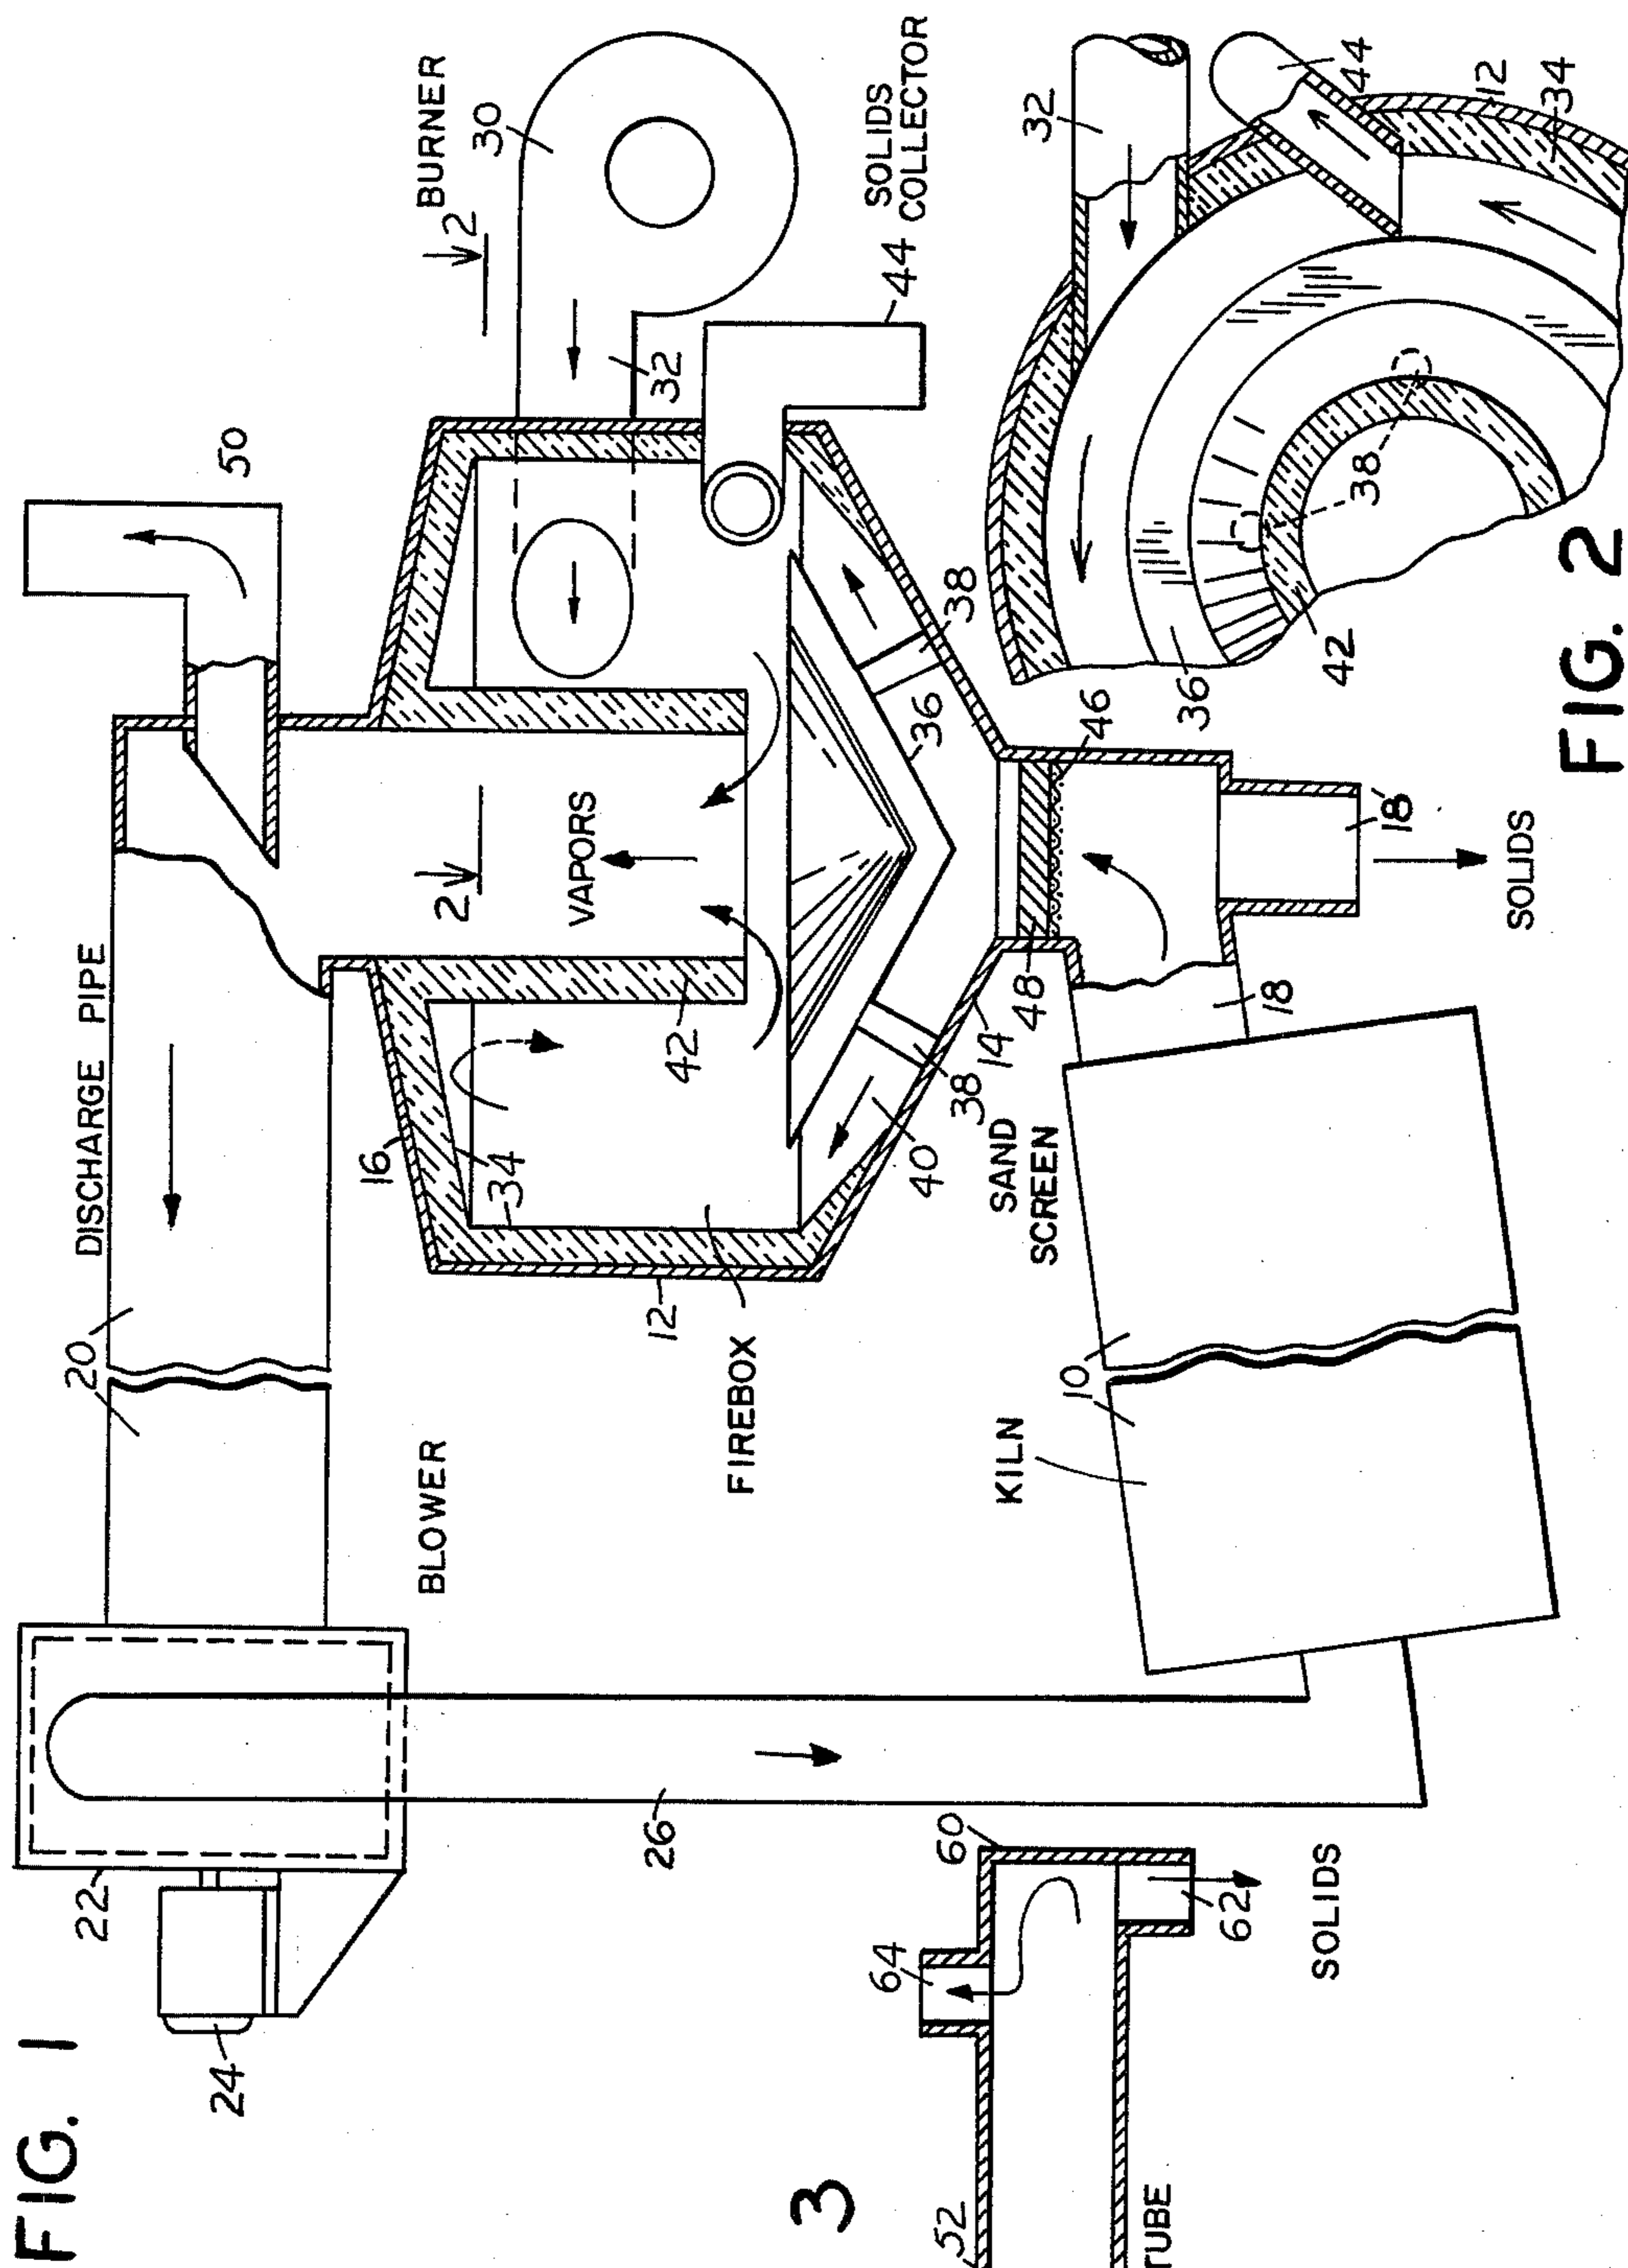 FIG. 1
24
22
20
DISCHARGE PIPE
50
BLOWER
16
34
34
2
VAPORS
42
BURNER
2
30
32
SOLIDS
COLLECTOR
44
12
FIREBOX
26
40
38
14
38
36
SAND
SCREEN
48
46
18
18
18
SOLIDS
KILN
10
FIG. 2
32
44
12
34
38
36
42
3
52
TUBE
64
60
62
SOLIDS